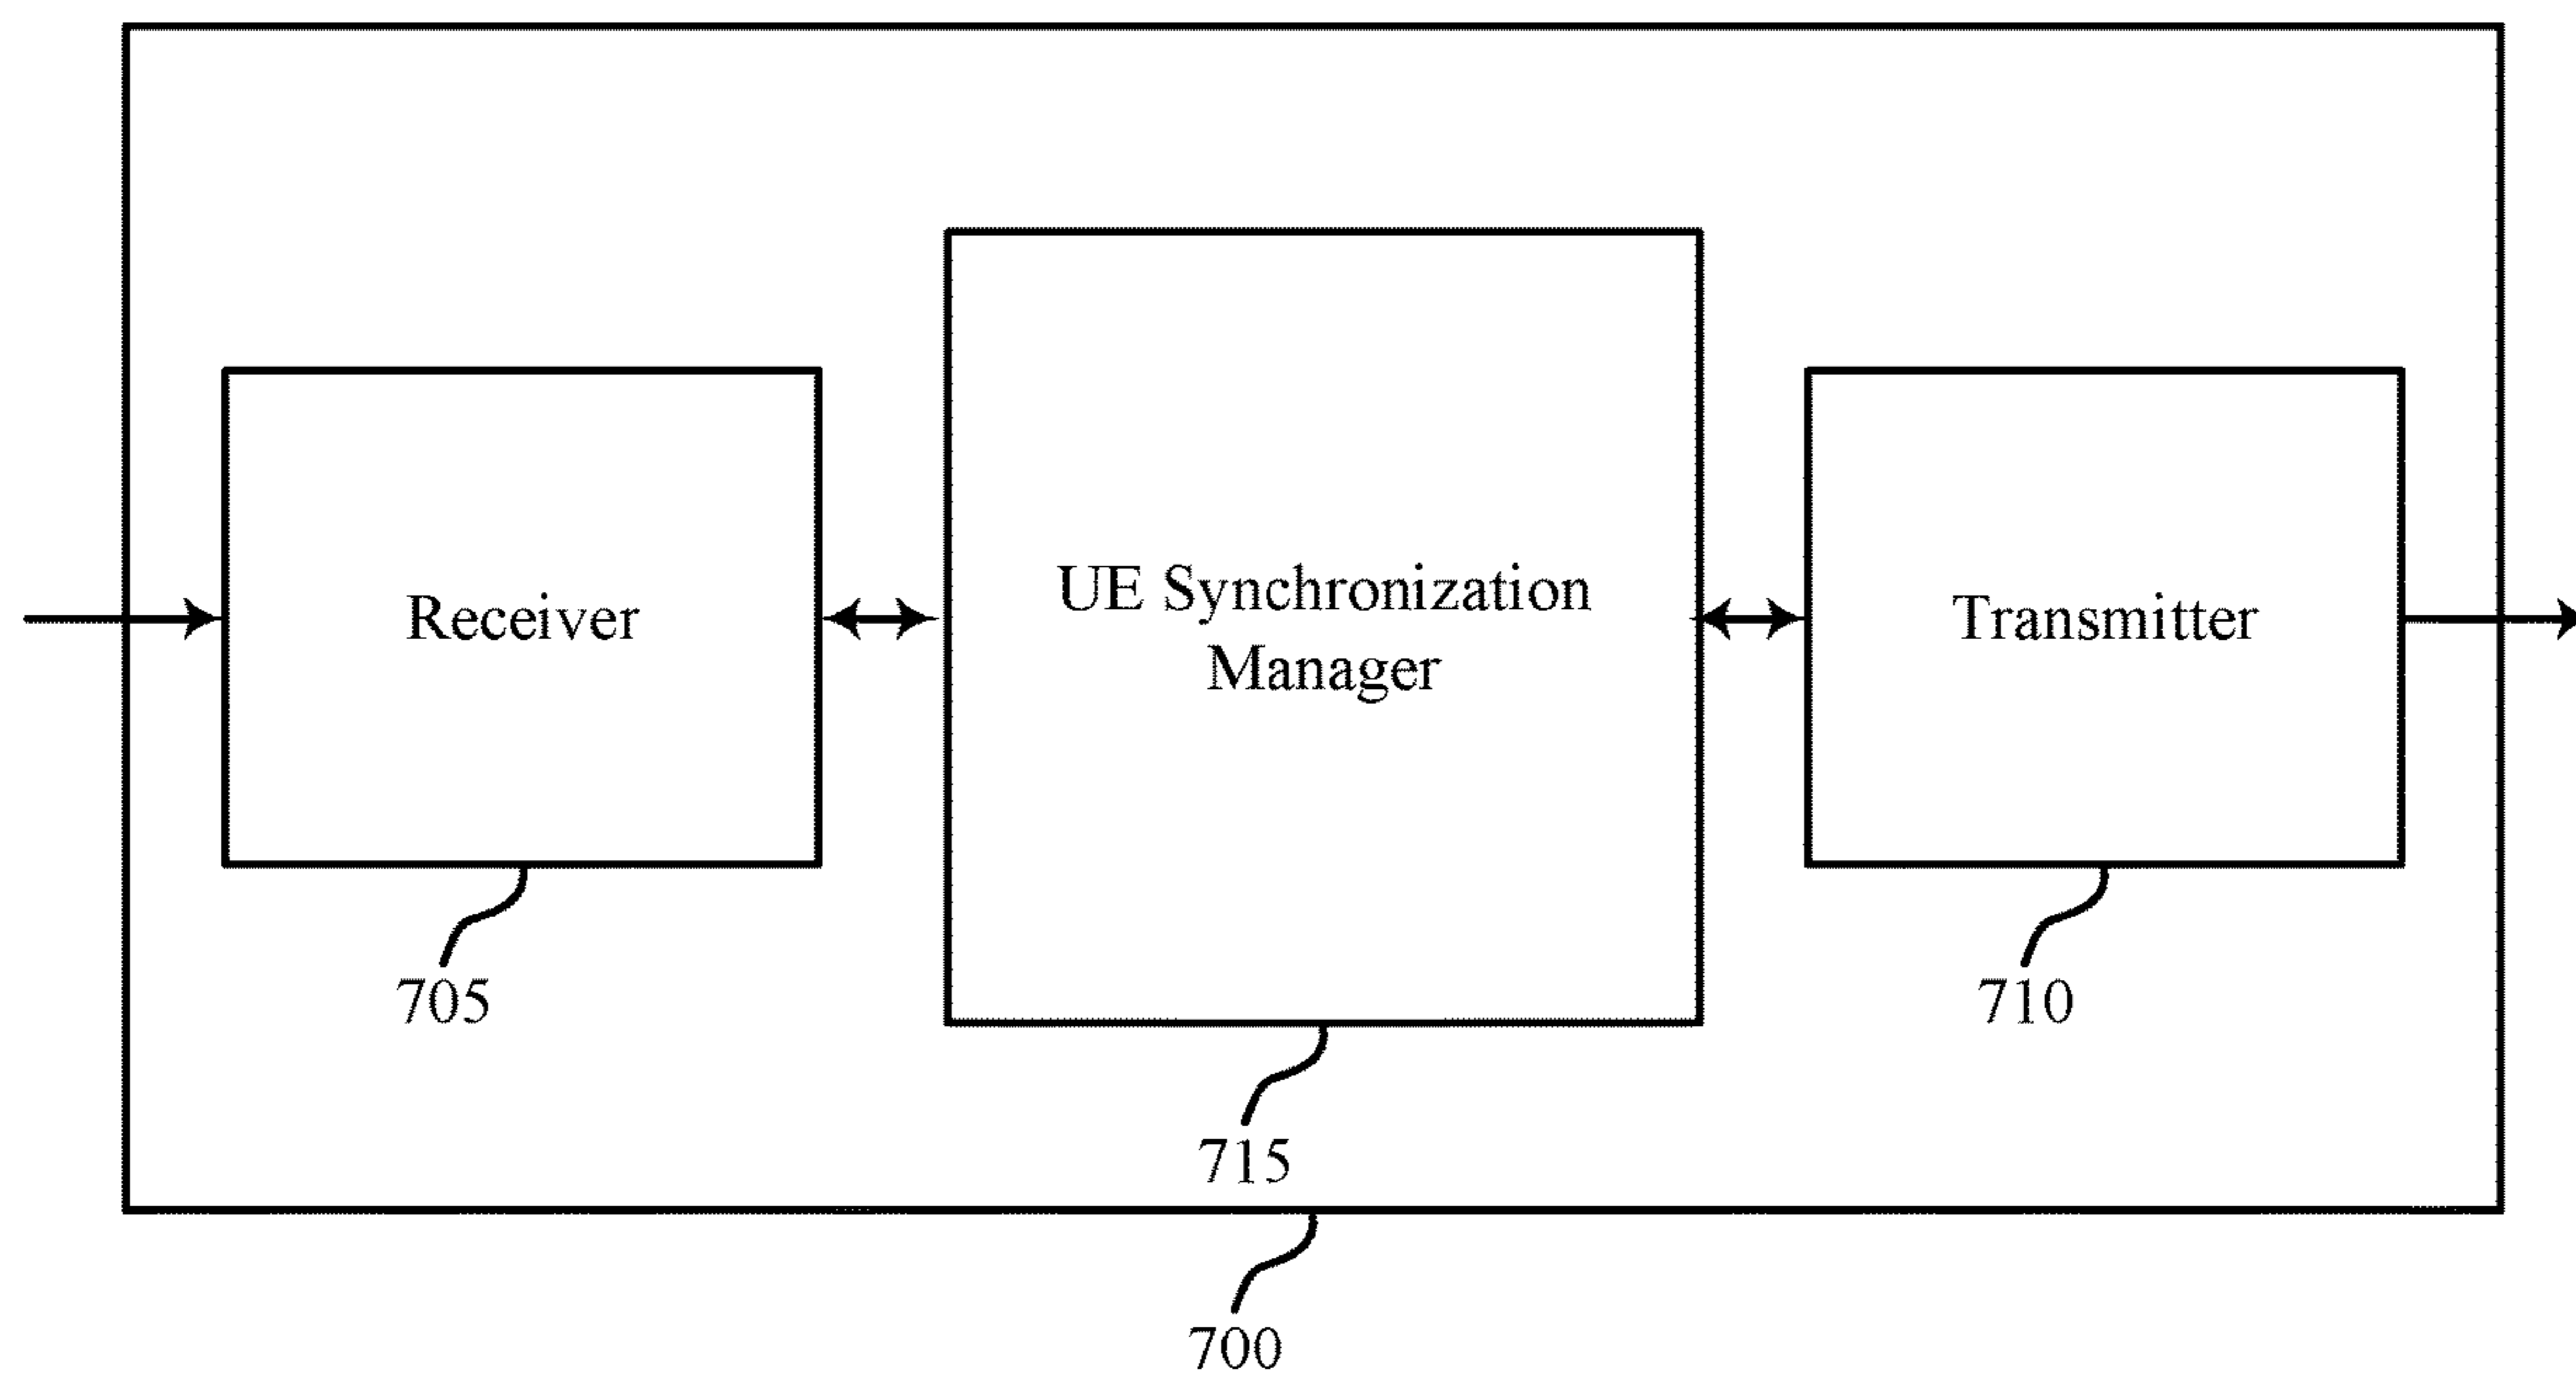 Receiver
UE Synchronization
Manager
Transmitter
705
710
715
700